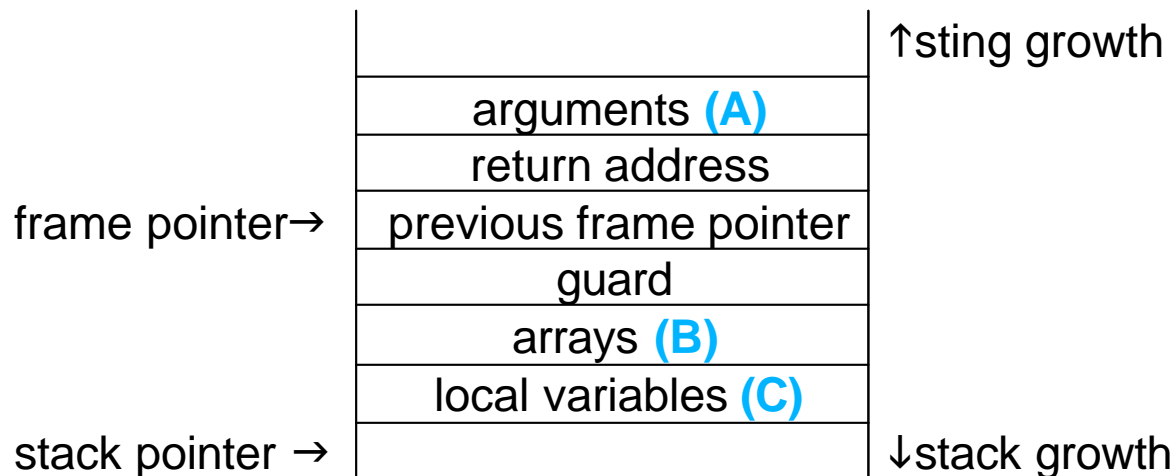 ↑sting growth
arguments (A)
return address
frame pointer→ previous frame pointer
guard
arrays (B)
local variables (C)
stack pointer → ↓stack growth